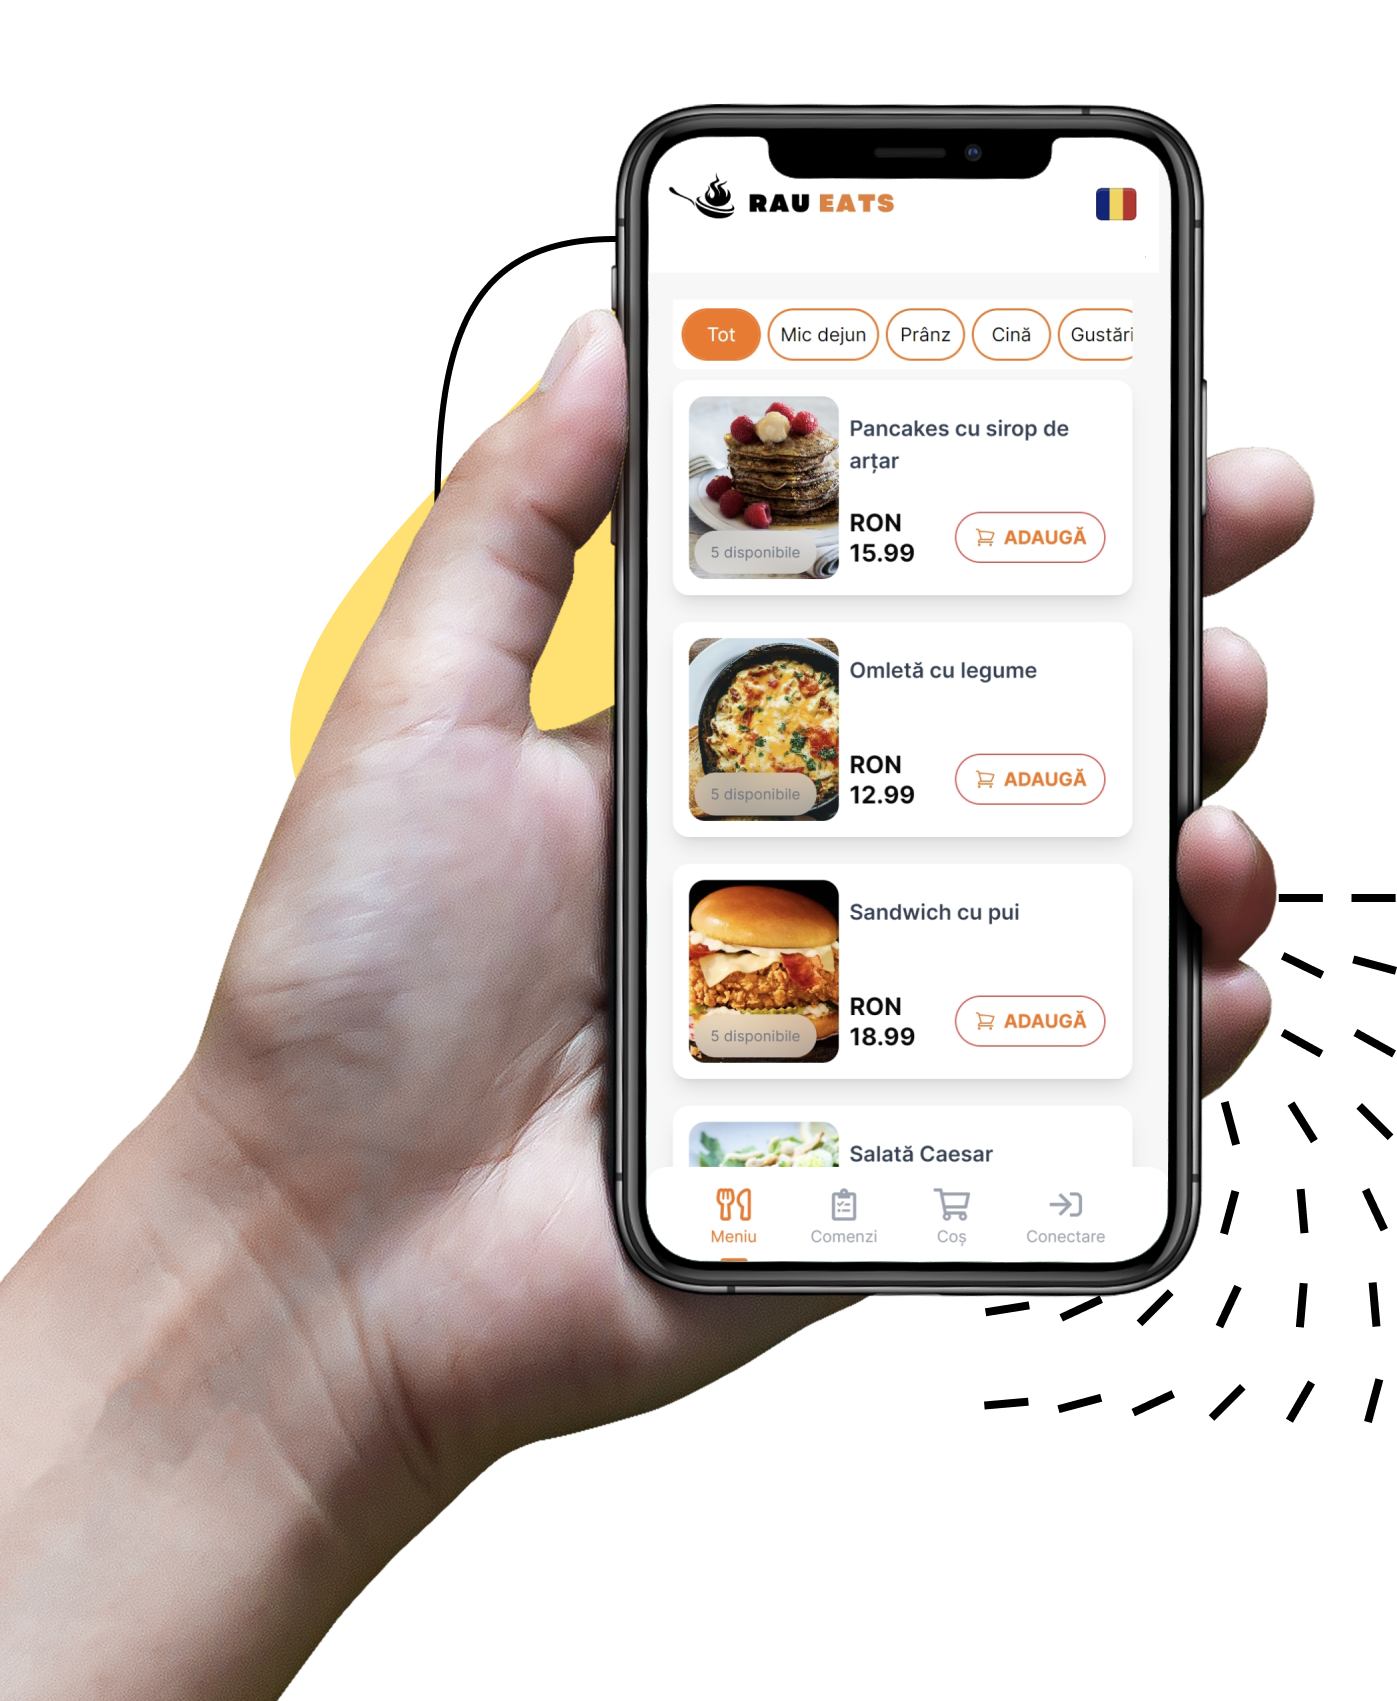 RAU EATS
Tot Mic dejun Prânz Cină Gustări
Pancakes cu sirop de
arțar
RON
15.99
ADAUGĂ
5 disponibile
Omletă cu legume
RON
12.99
ADAUGĂ
5 disponibile
Sandwich cu pui
RON
18.99
ADAUGĂ
5 disponibile
Salată Caesar
Meniu Comenzi Coș Conectare